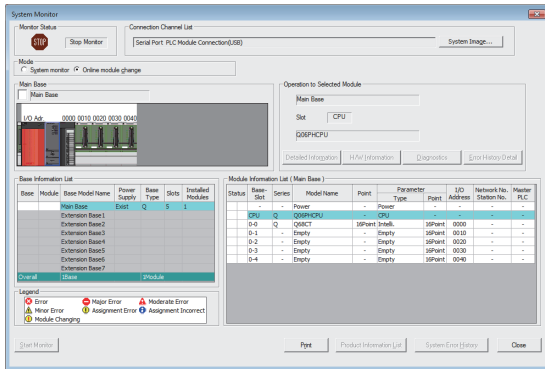 System Monitor
Monitor Status
STOP
Stop Monitor
Connection Channel List
Serial Port PLC Module Connection(USB)
System Image...
Mode
System monitor Online module change
Main Base
Main Base
I/O Adr. 0000 0010 0020 0030 0040
Operation to Selected Module
Main Base
Slot CPU
Q06PHCPU
Detailed Information H/W Information Diagnostics Error History Detail
Base Information List
Base Module Base Model Name Power Supply Base Type Slots Installed Modules
Main Base Exist Q 5 1
Extension Base1
Extension Base2
Extension Base3
Extension Base4
Extension Base5
Extension Base6
Extension Base7
Overall 1Base 1Module
Module Information List (Main Base)
Status Base-Slot Series Model Name Point Parameter Type Point I/O Address Network No. Station No. Master PLC
- - Power - Power - - - -
CPU Q Q06PHCPU - CPU - - - -
0-0 Q Q68CT 16Point Intelli. 16Point 0000 - -
0-1 - Empty - Empty 16Point 0010 - -
0-2 - Empty - Empty 16Point 0020 - -
0-3 - Empty - Empty 16Point 0030 - -
0-4 - Empty - Empty 16Point 0040 - -
Legend
Error Major Error Moderate Error
Minor Error Assignment Error Assignment Incorrect
Module Changing
Start Monitor
Print Product Information List System Error History Close